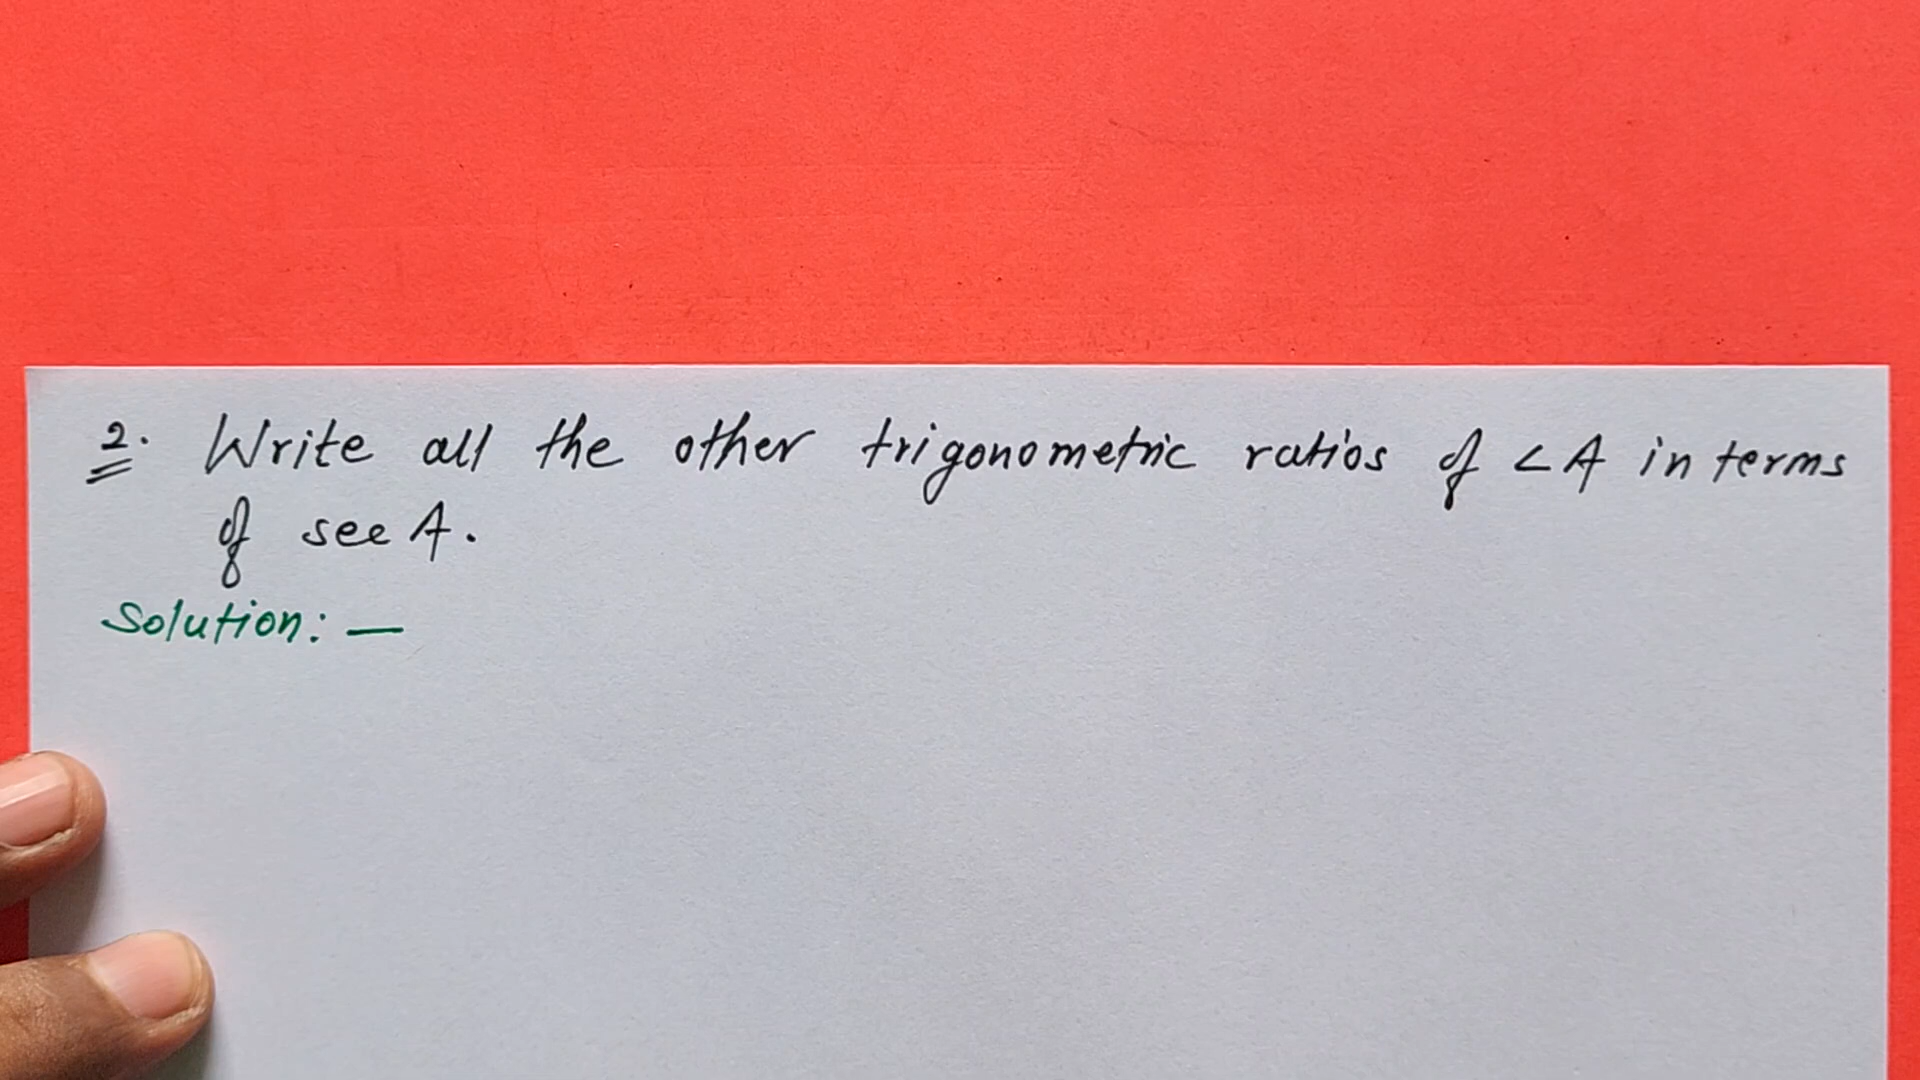 2. Write all the other trigonometric ratios of ∠A in terms
of sec A.
Solution: —